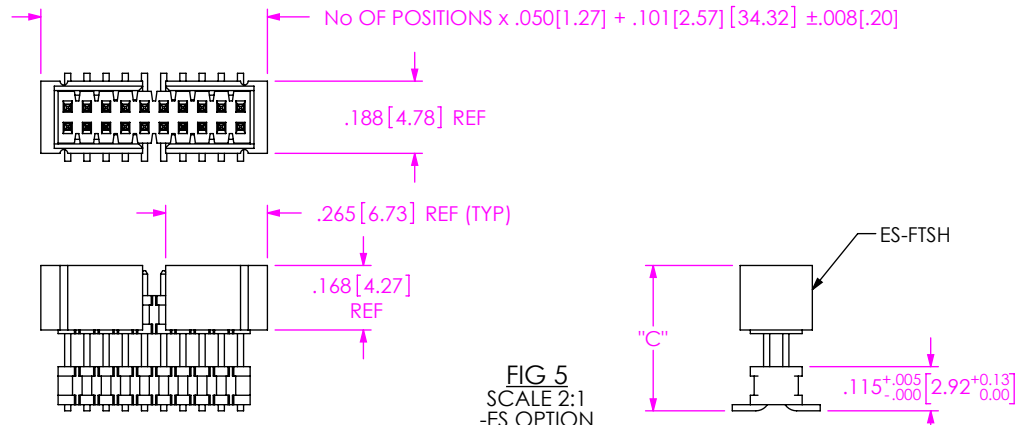 No OF POSITIONS x .050[1.27] + .101[2.57] [34.32] ±.008[.20]
.188[4.78] REF
.265[6.73] REF (TYP)
ES-FTSH
.168[4.27]
REF
"C"
.115+.005-.000[2.92+0.13 0.00]
FIG 5
SCALE 2:1
-ES OPTION